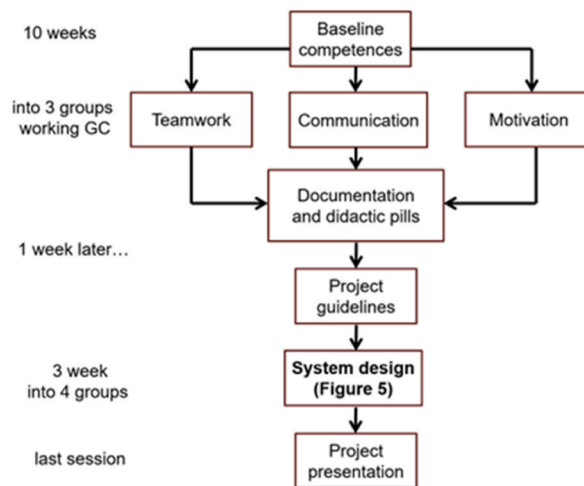 10 weeks
Baseline
competences
into 3 groups
working GC
Teamwork
Communication
Motivation
Documentation
and didactic pills
1 week later…
Project
guidelines
3 week
into 4 groups
System design
(Figure 5)
last session
Project
presentation